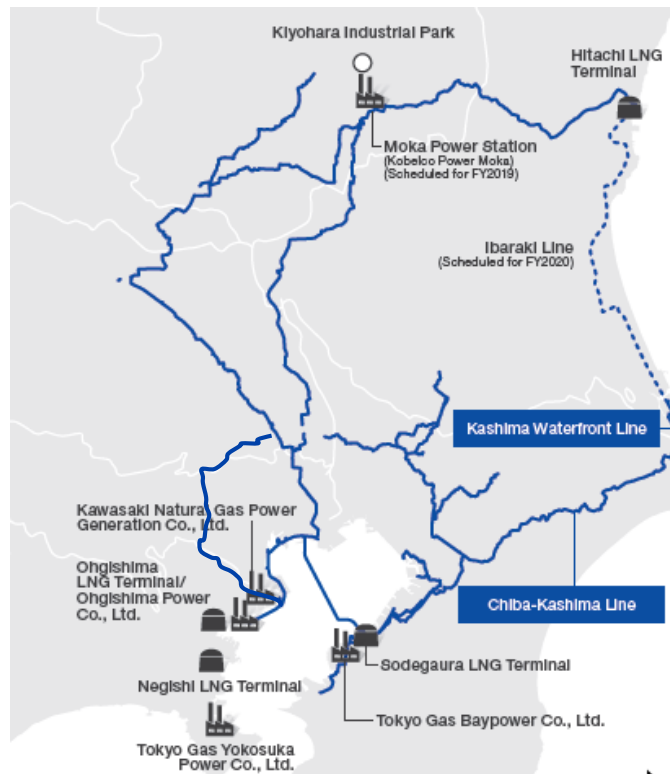 Kiyohara Industrial Park
Hitachi LNG
Terminal
Moka Power Station
(Kobelco Power Moka)
(Scheduled for FY2019)
Ibaraki Line
(Scheduled for FY2020)
Kashima Waterfront Line
Kawasaki Natural Gas Power
Generation Co., Ltd.
Ohgishima
LNG Terminal/
Ohgishima Power
Co., Ltd.
Chiba-Kashima Line
Sodegaura LNG Terminal
Negishi LNG Terminal
Tokyo Gas Baypower Co., Ltd.
Tokyo Gas Yokosuka
Power Co., Ltd.